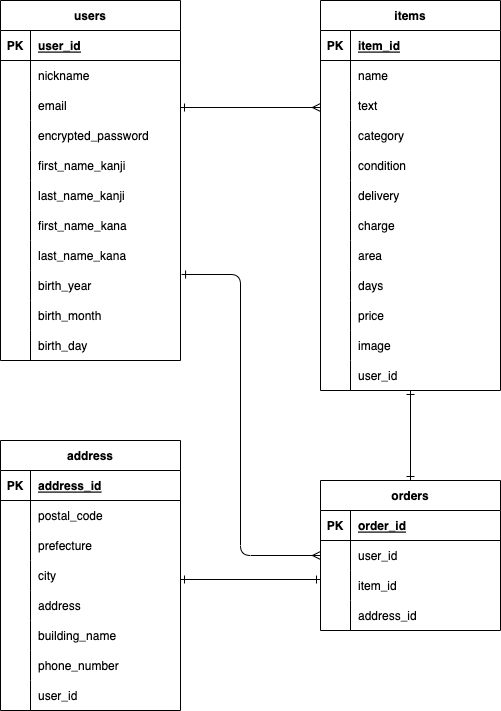 users
PK user_id
nickname
email
encrypted_password
first_name_kanji
last_name_kanji
first_name_kana
last_name_kana
birth_year
birth_month
birth_day
items
PK item_id
name
text
category
condition
delivery
charge
area
days
price
image
user_id
address
PK address_id
postal_code
prefecture
city
address
building_name
phone_number
user_id
orders
PK order_id
user_id
item_id
address_id